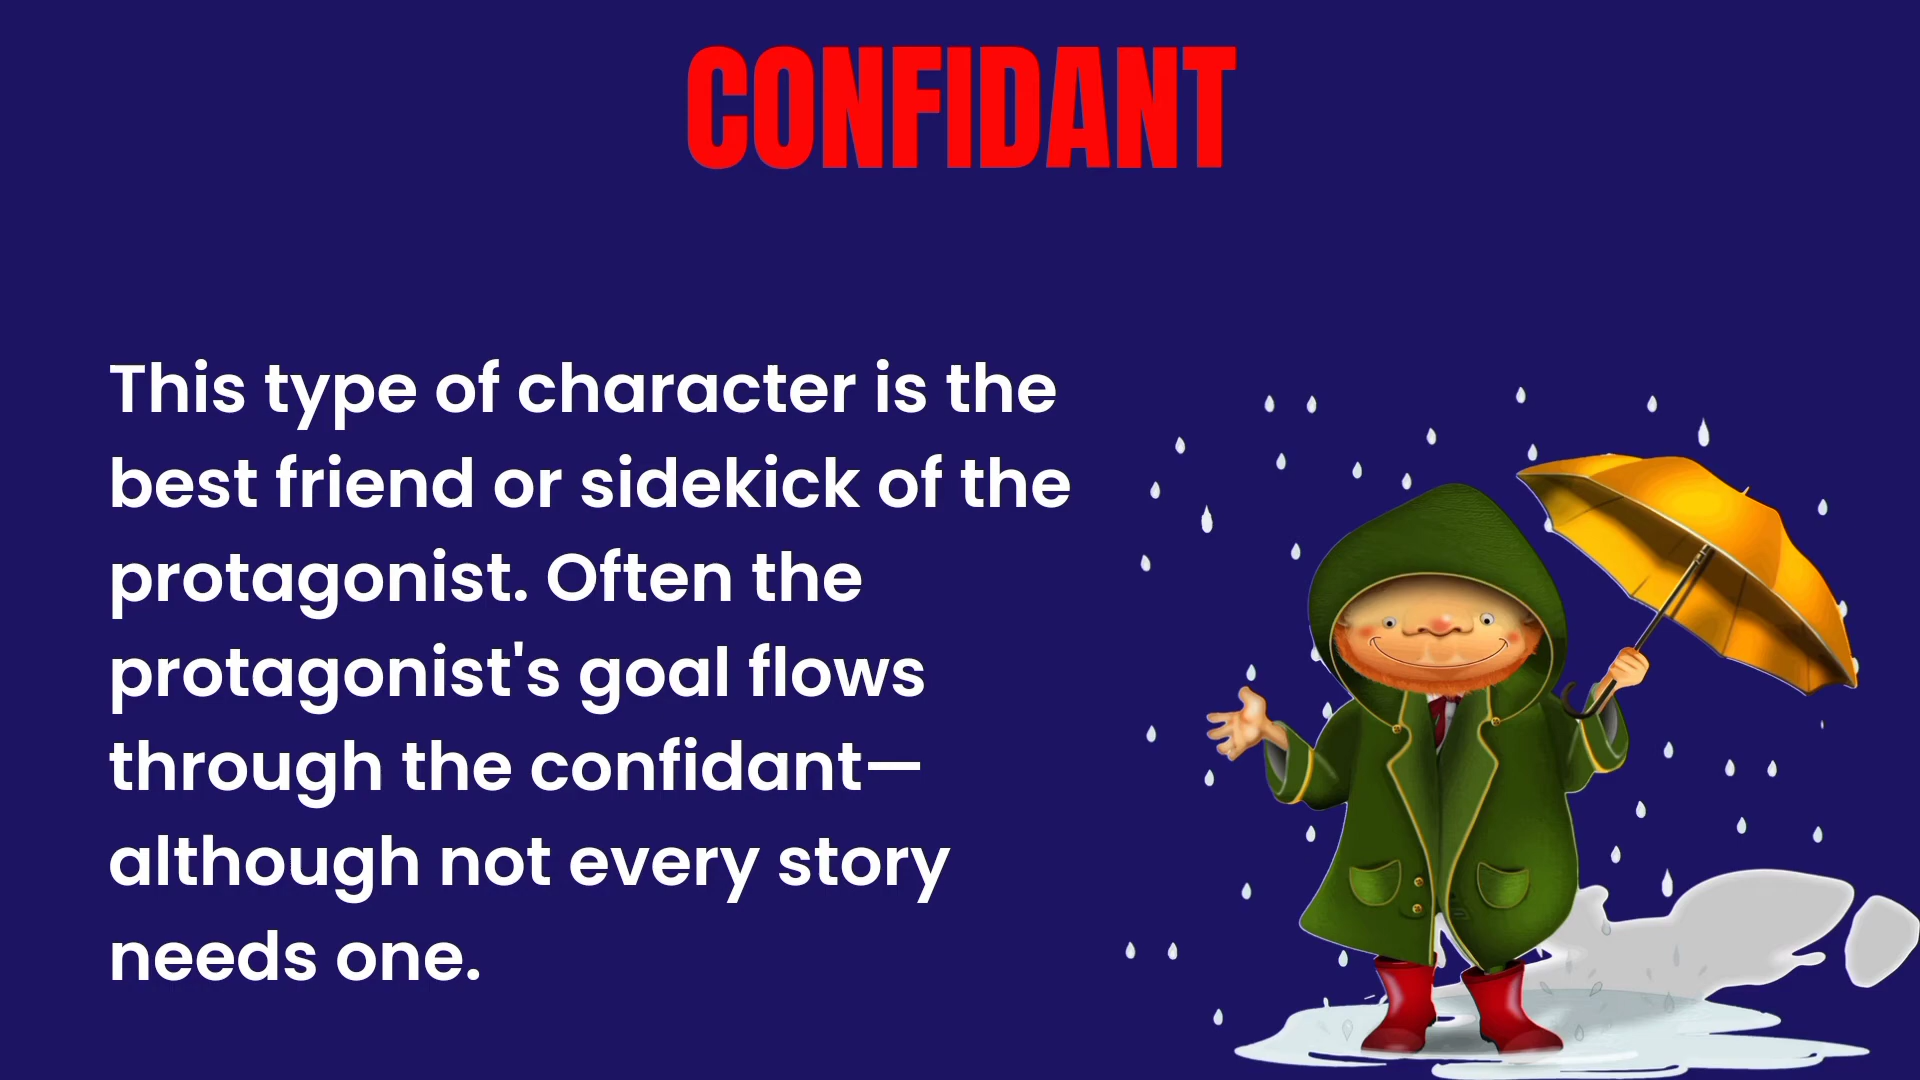 CONFIDANT
This type of character is the
best friend or sidekick of the
protagonist. Often the
protagonist's goal flows
through the confidant—
although not every story
needs one.